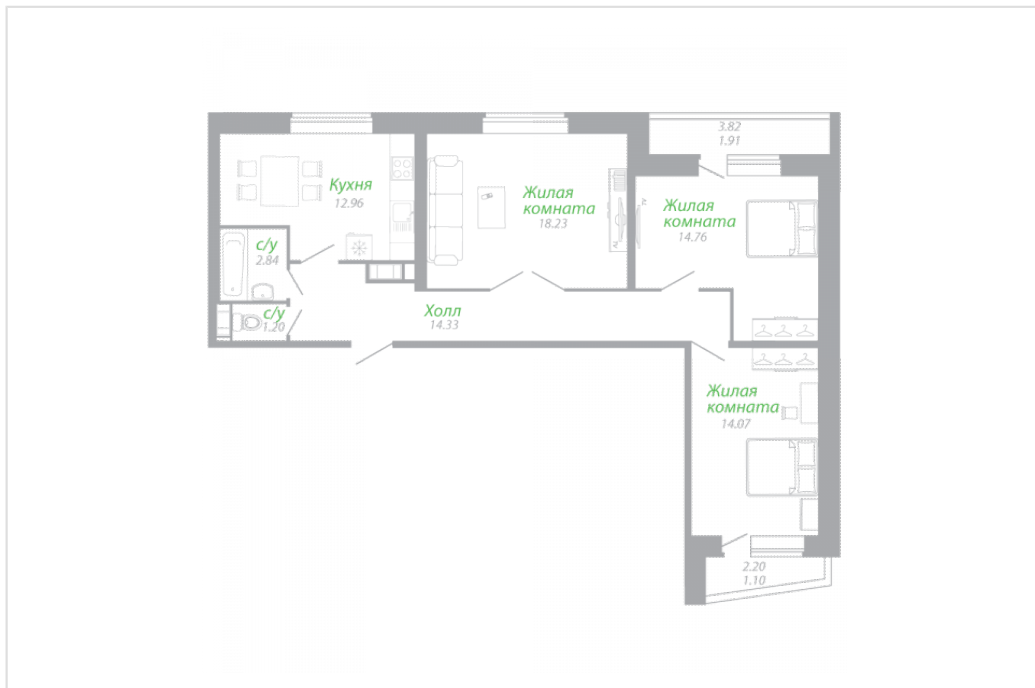 3.82
1.91
Кухня
12.96
Жилая
комната
18.23
Жилая
комната
14.76
с/у
2.84
с/у
1.20
Холл
14.33
Жилая
комната
14.07
2.20
1.10